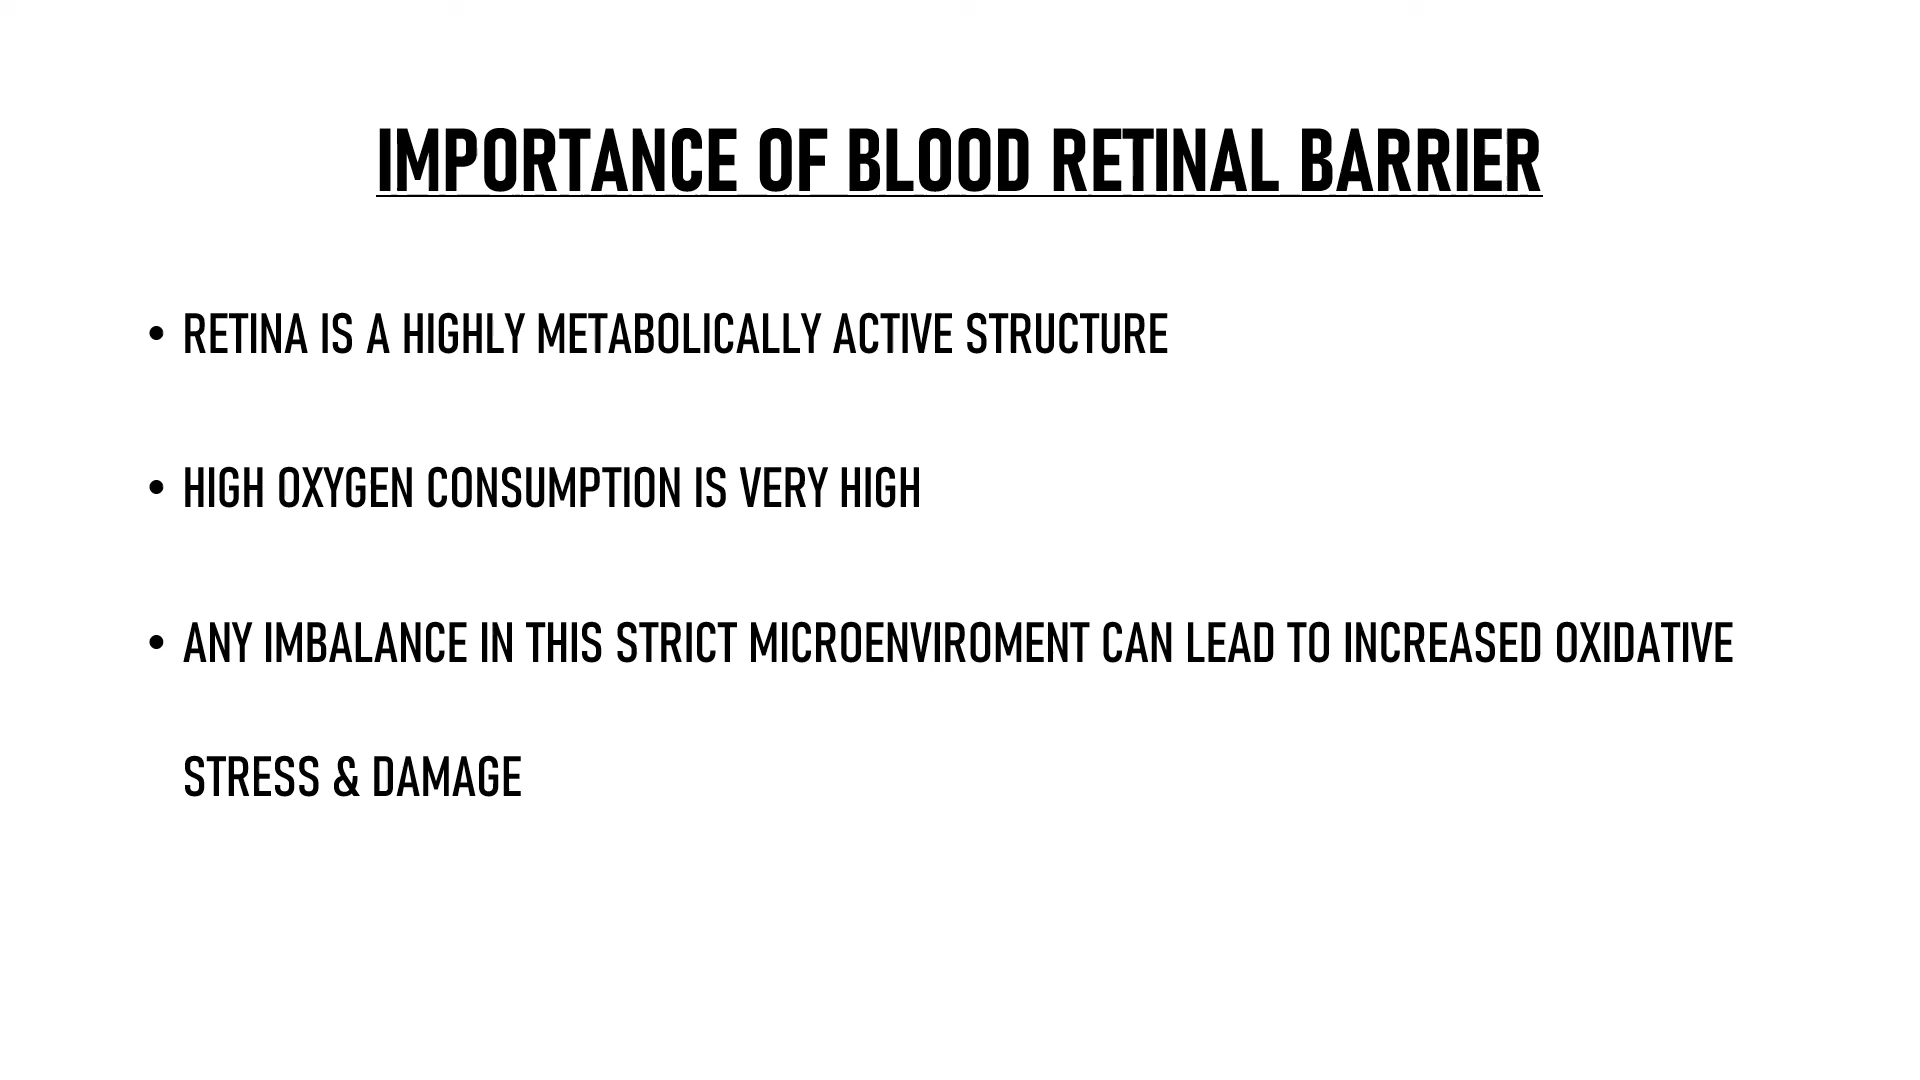 IMPORTANCE OF BLOOD RETINAL BARRIER
• RETINA IS A HIGHLY METABOLICALLY ACTIVE STRUCTURE
• HIGH OXYGEN CONSUMPTION IS VERY HIGH
• ANY IMBALANCE IN THIS STRICT MICROENVIROMENT CAN LEAD TO INCREASED OXIDATIVE
STRESS & DAMAGE